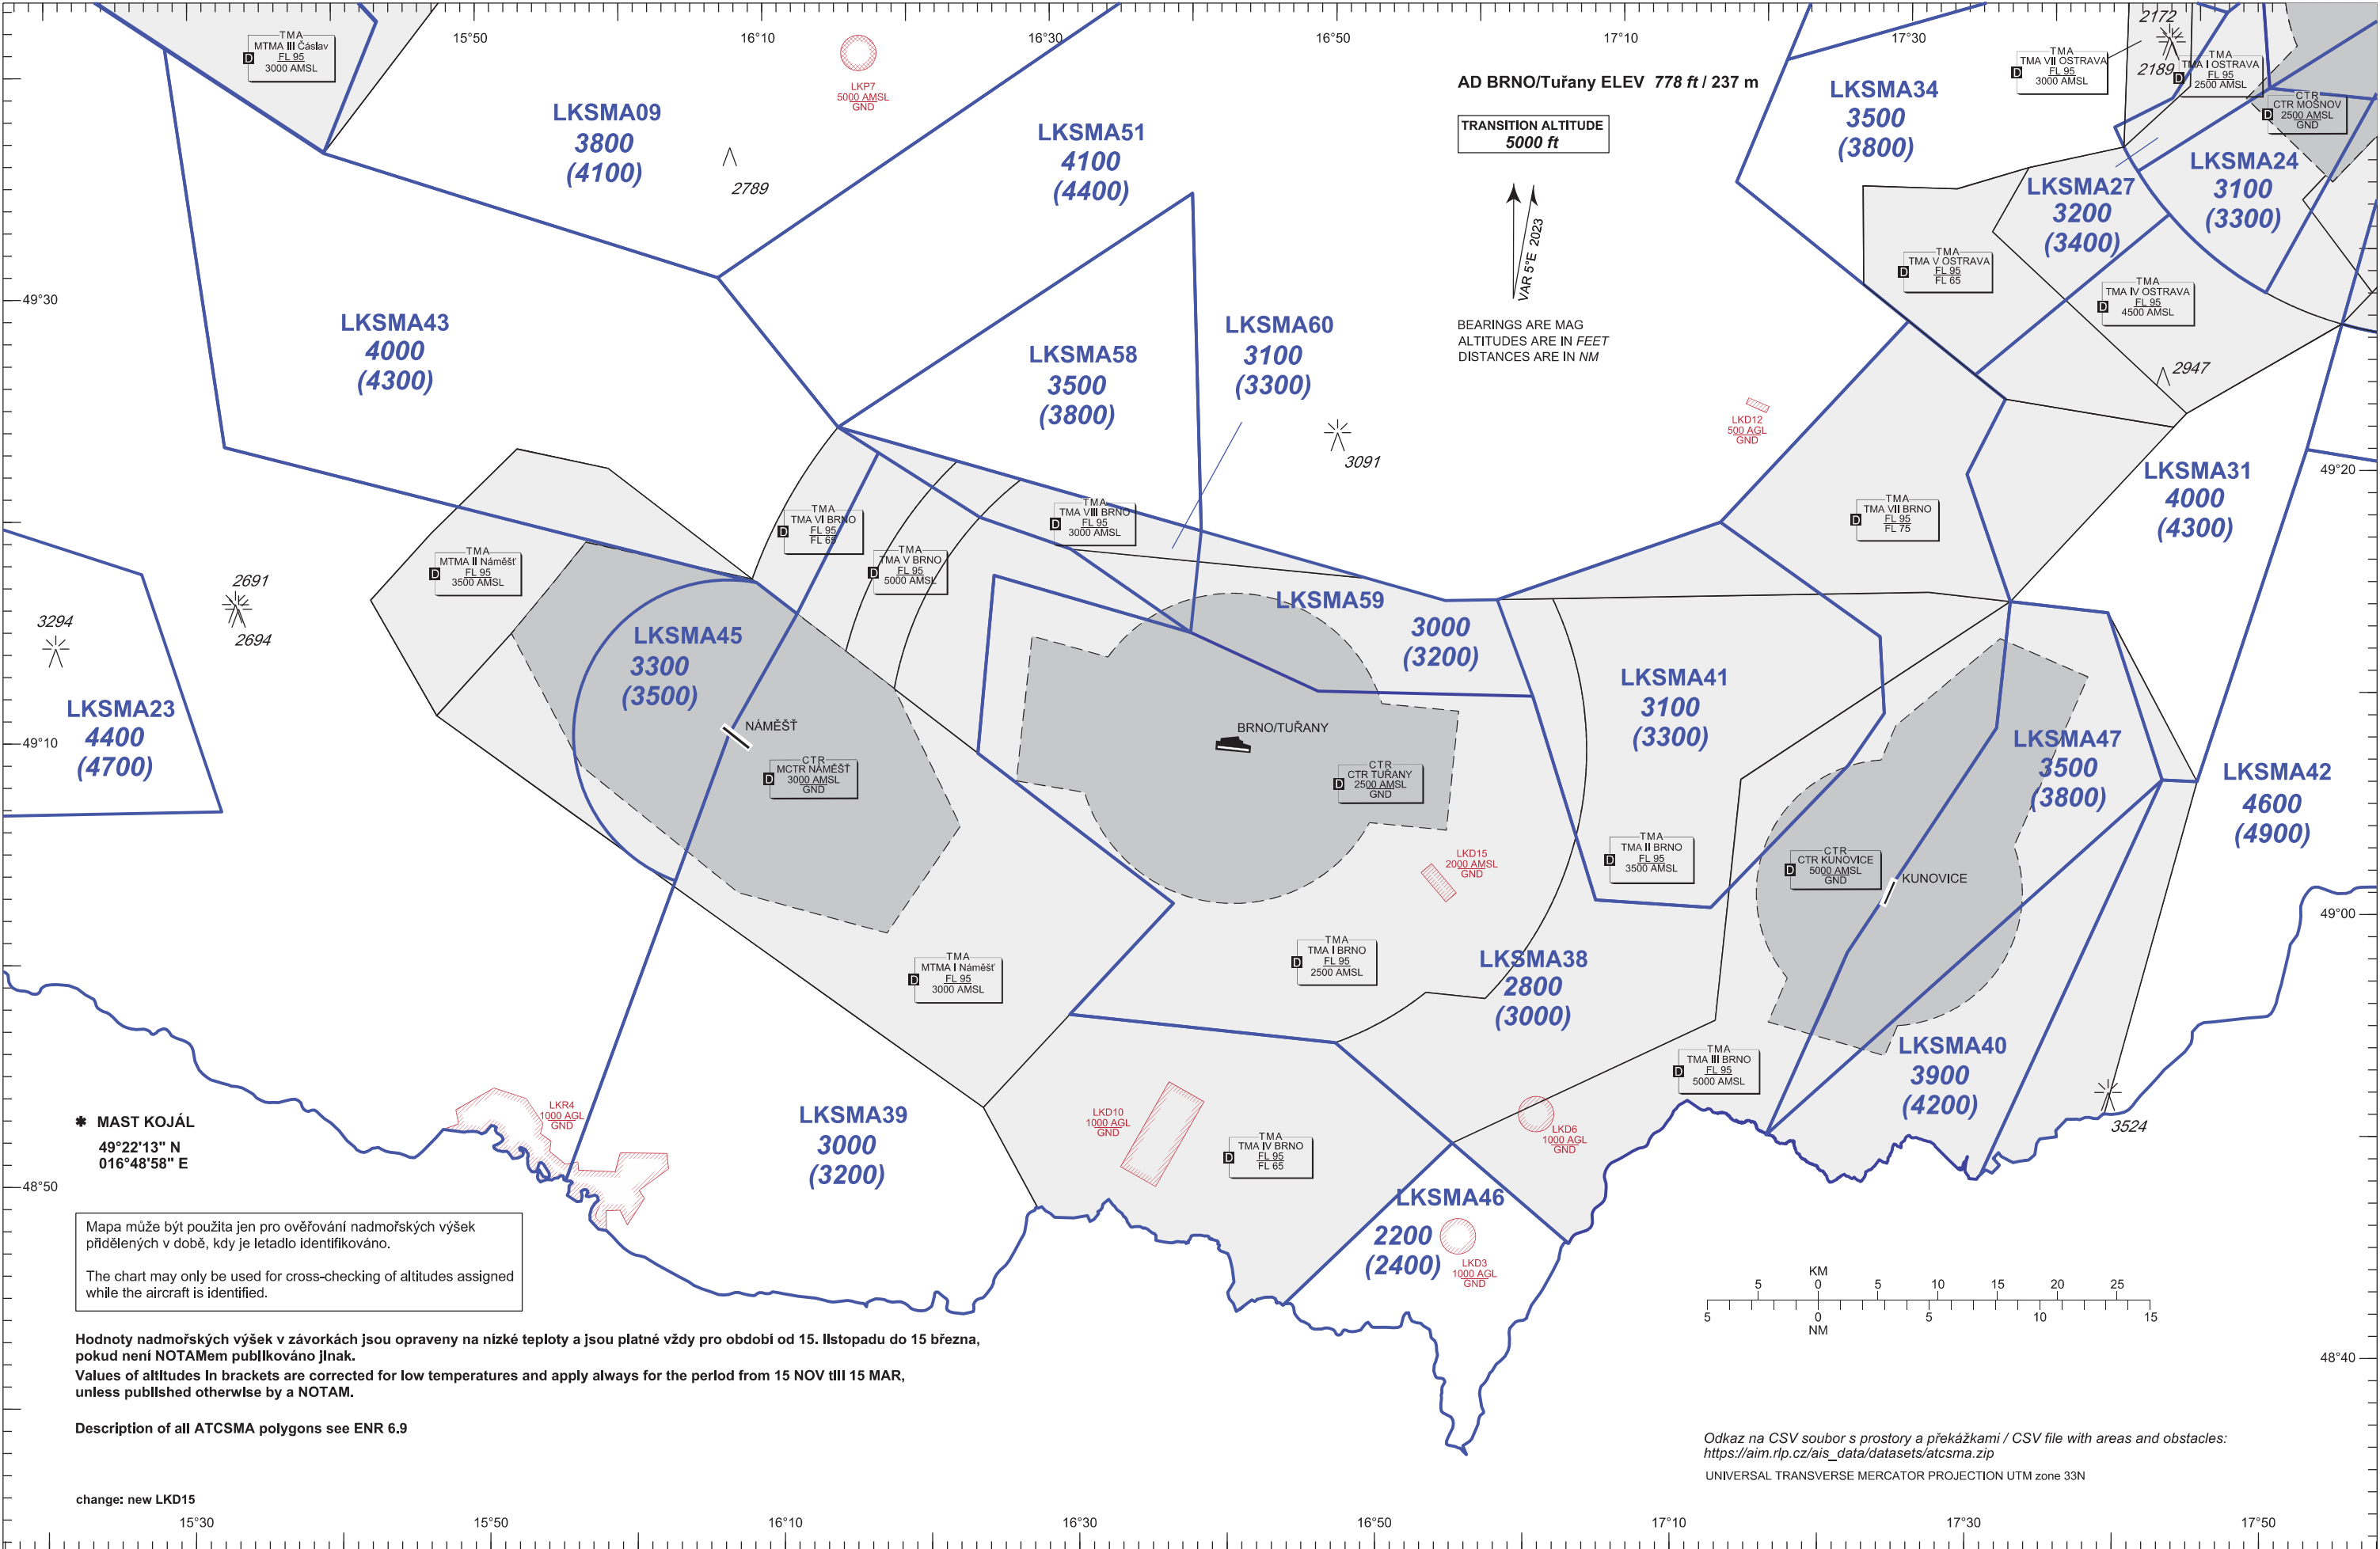 15°50
16°10
16°30
16°50
17°10
17°30
TMA
MTMA III Čáslav
D
FL 95
3000 AMSL
LKP7
5000 AMSL
GND
LKSMA09
3800
(4100)
2789
LKSMA51
4100
(4400)
AD BRNO/Tuřany ELEV 778 ft / 237 m
TRANSITION ALTITUDE
5000 ft
VAR 5°E 2023
BEARINGS ARE MAG
ALTITUDES ARE IN FEET
DISTANCES ARE IN NM
LKSMA34
3500
(3800)
TMA
TMA VII OSTRAVA
D
FL 95
3000 AMSL
2172
2189
TMA
TMA I OSTRAVA
D
FL 95
2500 AMSL
CTR
CTR MOŠNOV
D
2500 AMSL
GND
LKSMA24
3100
(3300)
LKSMA27
3200
(3400)
TMA
TMA V OSTRAVA
D
FL 95
FL 65
TMA
TMA IV OSTRAVA
D
FL 95
4500 AMSL
2947
49°30
LKSMA43
4000
(4300)
LKSMA58
3500
(3800)
LKSMA60
3100
(3300)
3091
LKD12
500 AGL
GND
49°20
LKSMA31
4000
(4300)
TMA
TMA VII BRNO
D
FL 95
FL 75
TMA
TMA VI BRNO
D
FL 95
FL 65
TMA
TMA V BRNO
D
FL 95
5000 AMSL
TMA
TMA VIII BRNO
D
FL 95
3000 AMSL
TMA
MTMA II Náměšť
D
FL 95
3500 AMSL
2691
2694
3294
LKSMA23
4400
(4700)
LKSMA45
3300
(3500)
LKSMA59
3000
(3200)
LKSMA41
3100
(3300)
49°10
NÁMĚŠŤ
CTR
MCTR NÁMĚŠŤ
D
3000 AMSL
GND
BRNO/TUŘANY
CTR
CTR TUŘANY
D
2500 AMSL
GND
LKSMA47
3500
(3800)
LKSMA42
4600
(4900)
LKD15
2000 AMSL
GND
TMA
TMA II BRNO
D
FL 95
3500 AMSL
CTR
CTR KUNOVICE
D
5000 AMSL
GND
KUNOVICE
49°00
TMA
MTMA I Náměšť
D
FL 95
3000 AMSL
TMA
TMA I BRNO
D
FL 95
2500 AMSL
LKSMA38
2800
(3000)
TMA
TMA III BRNO
D
FL 95
5000 AMSL
LKSMA40
3900
(4200)
3524
✱ MAST KOJÁL
49°22'13" N
016°48'58" E
LKR4
1000 AGL
GND
LKSMA39
3000
(3200)
LKD10
1000 AGL
GND
TMA
TMA IV BRNO
D
FL 95
FL 65
LKD6
1000 AGL
GND
48°50
LKSMA46
2200
(2400)
LKD3
1000 AGL
GND
Mapa může být použita jen pro ověřování nadmořských výšek
přidělených v době, kdy je letadlo identifikováno.
The chart may only be used for cross-checking of altitudes assigned
while the aircraft is identified.
KM
5 0 5 10 15 20 25
5 0 5 10 15
NM
Hodnoty nadmořských výšek v závorkách jsou opraveny na nízké teploty a jsou platné vždy pro období od 15. listopadu do 15 března,
pokud není NOTAMem publikováno jinak.
Values of altitudes in brackets are corrected for low temperatures and apply always for the period from 15 NOV till 15 MAR,
unless published otherwise by a NOTAM.
48°40
Description of all ATCSMA polygons see ENR 6.9
Odkaz na CSV soubor s prostory a překážkami / CSV file with areas and obstacles:
https://aim.rlp.cz/ais_data/datasets/atcsma.zip
UNIVERSAL TRANSVERSE MERCATOR PROJECTION UTM zone 33N
change: new LKD15
15°30
15°50
16°10
16°30
16°50
17°10
17°30
17°50